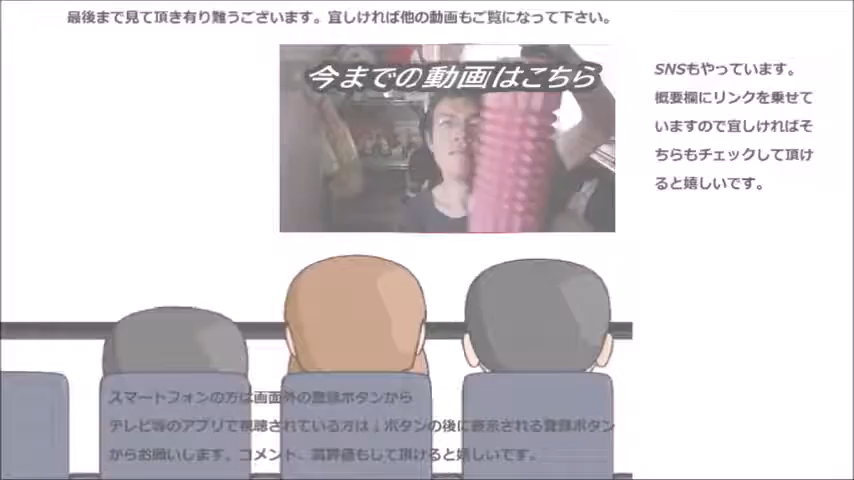 最後まで見て頂き有り難うございます。宜しければ他の動画もご覧になって下さい。
今までの動画はこちら
SNSもやっています。
概要欄にリンクを乗せて
いますので宜しければそ
ちらもチェックして頂け
ると嬉しいです。
スマートフォンの方は画面外の登録ボタンから
テレビ等のアプリで視聴されている方は↓ボタンの後に表示される登録ボタン
からお願いします。コメント、高評価もして頂けると嬉しいです。